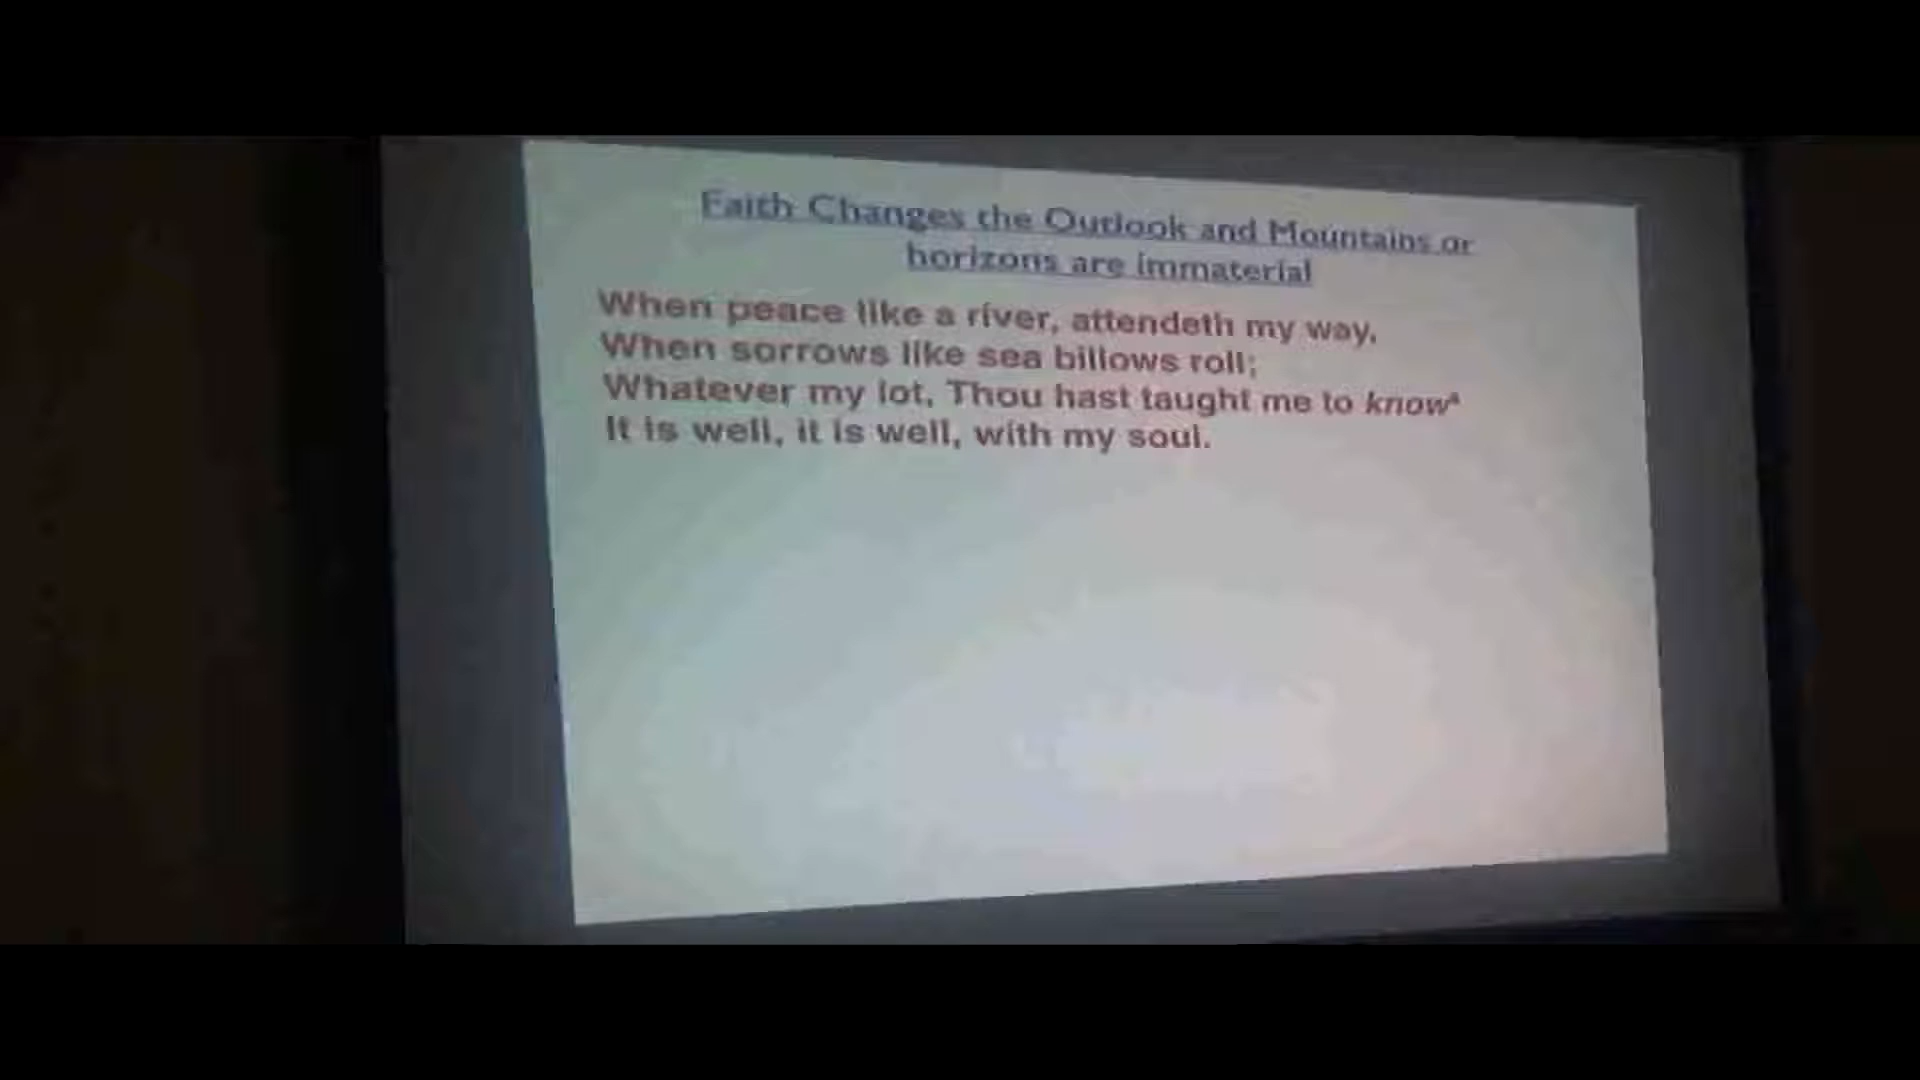 Faith Changes the Outlook and Mountains or
horizons are immaterial
When peace like a river, attendeth my way,
When sorrows like sea billows roll;
Whatever my lot, Thou hast taught me to know
It is well, it is well, with my soul.